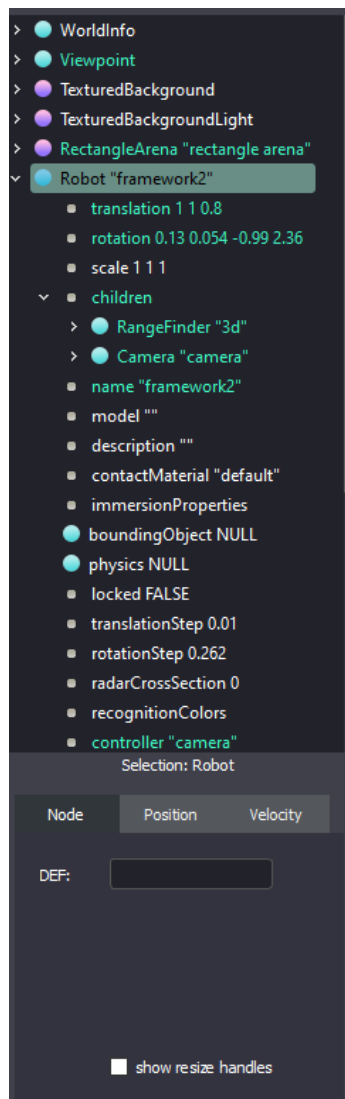 WorldInfo
Viewpoint
TexturedBackground
TexturedBackgroundLight
RectangleArena "rectangle arena"
Robot "framework2"
translation 1 1 0.8
rotation 0.13 0.054 -0.99 2.36
scale 1 1 1
children
RangeFinder "3d"
Camera "camera"
name "framework2"
model ""
description ""
contactMaterial "default"
immersionProperties
boundingObject NULL
physics NULL
locked FALSE
translationStep 0.01
rotationStep 0.262
radarCrossSection 0
recognitionColors
controller "camera"
Selection: Robot
Node Position Velocity
DEF:
show resize handles